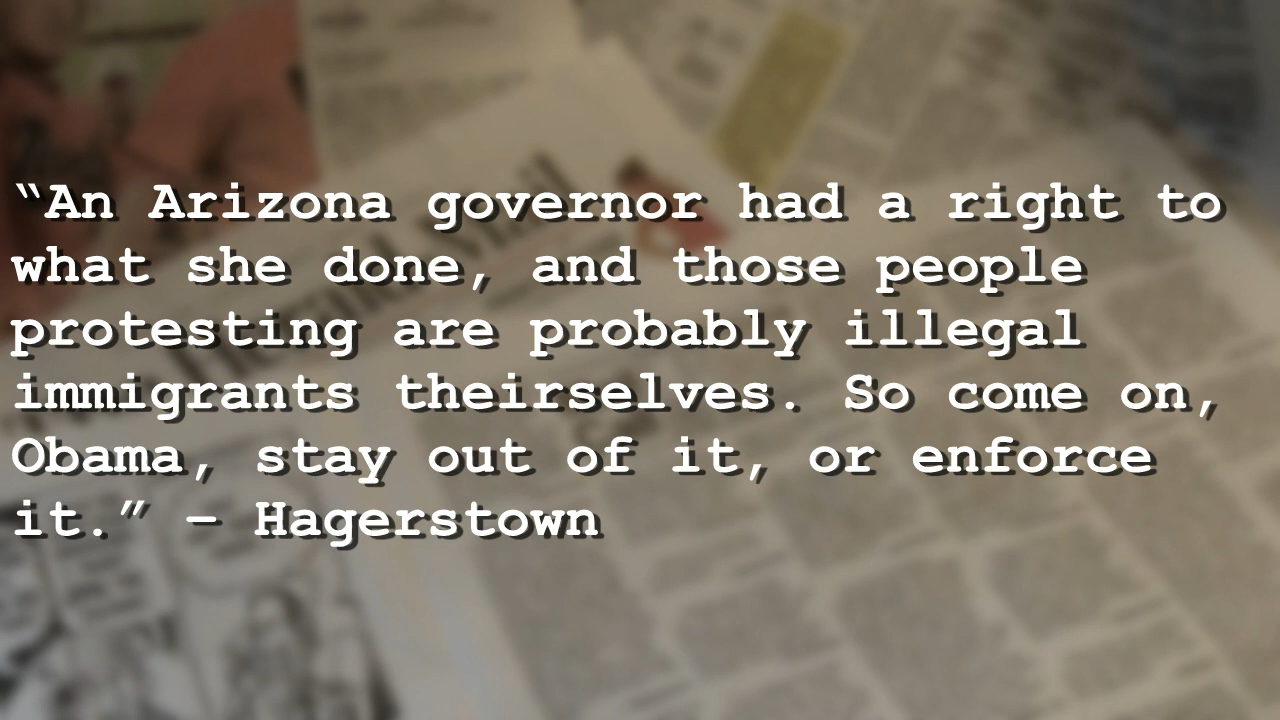 “An Arizona governor had a right to
what she done, and those people
protesting are probably illegal
immigrants theirselves. So come on,
Obama, stay out of it, or enforce
it.” – Hagerstown